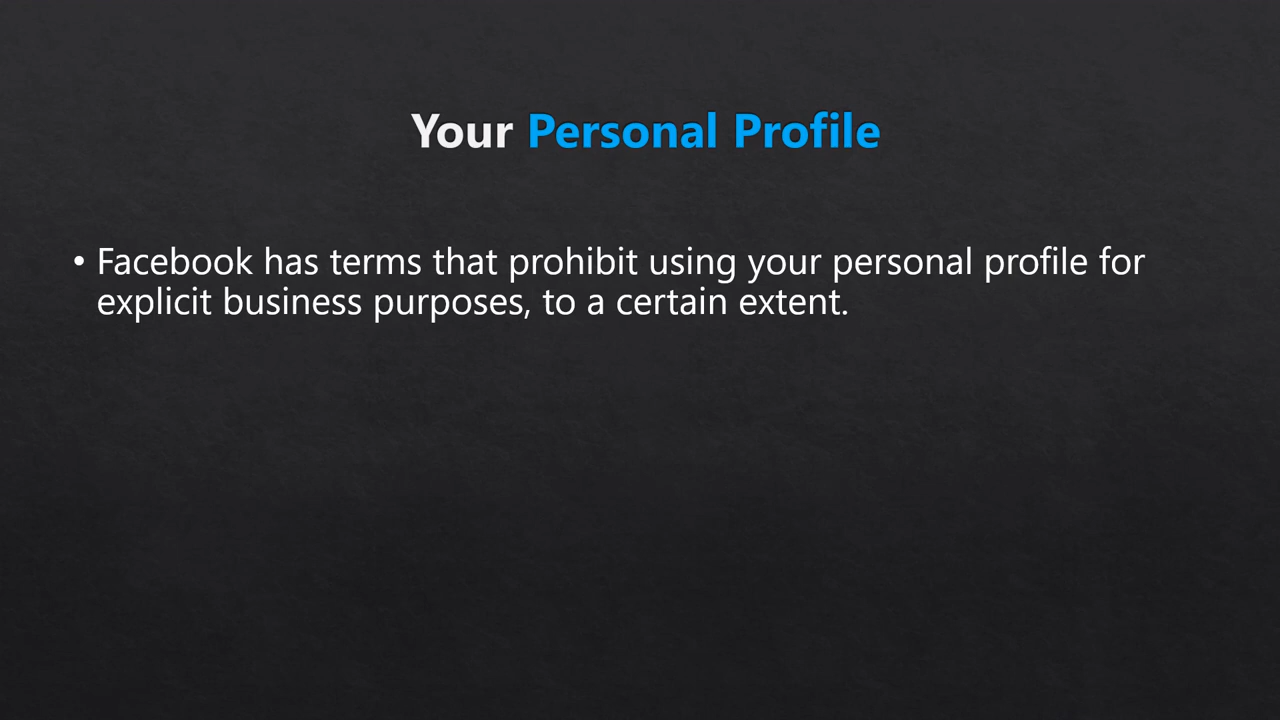 Your Personal Profile
• Facebook has terms that prohibit using your personal profile for
explicit business purposes, to a certain extent.